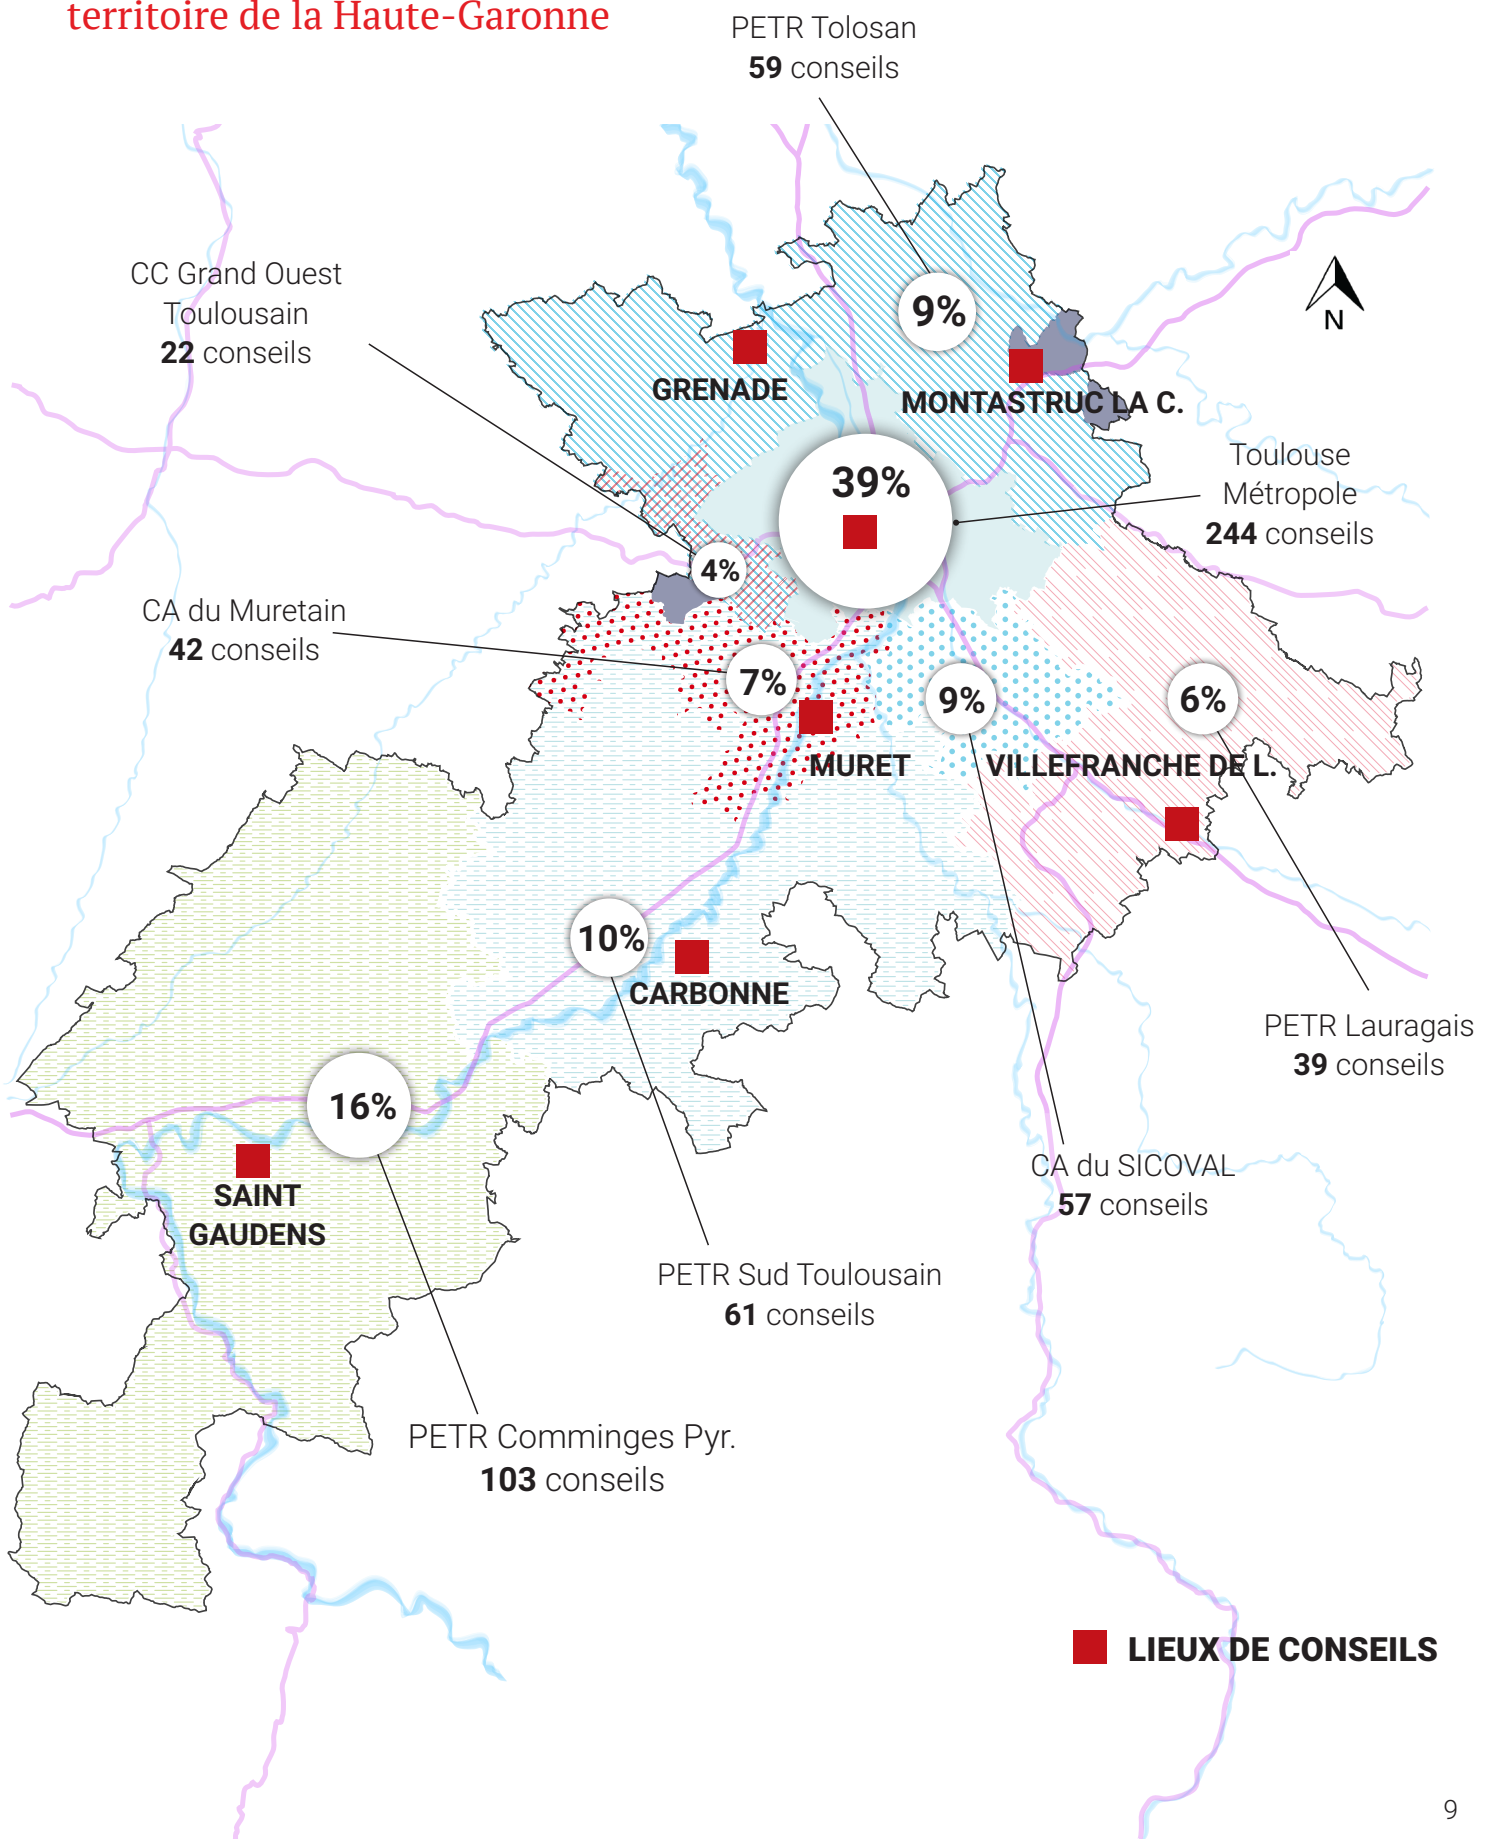 territoire de la Haute-Garonne
PETR Tolosan
59 conseils
CC Grand Ouest
Toulousain
22 conseils
N
9%
GRENADE
MONTASTRUC LA C.
39%
Toulouse
Métropole
244 conseils
4%
CA du Muretain
42 conseils
7%
9%
6%
MURET
VILLEFRANCHE DE L.
10%
CARBONNE
PETR Lauragais
39 conseils
16%
SAINT
GAUDENS
CA du SICOVAL
57 conseils
PETR Sud Toulousain
61 conseils
PETR Comminges Pyr.
103 conseils
LIEUX DE CONSEILS
9